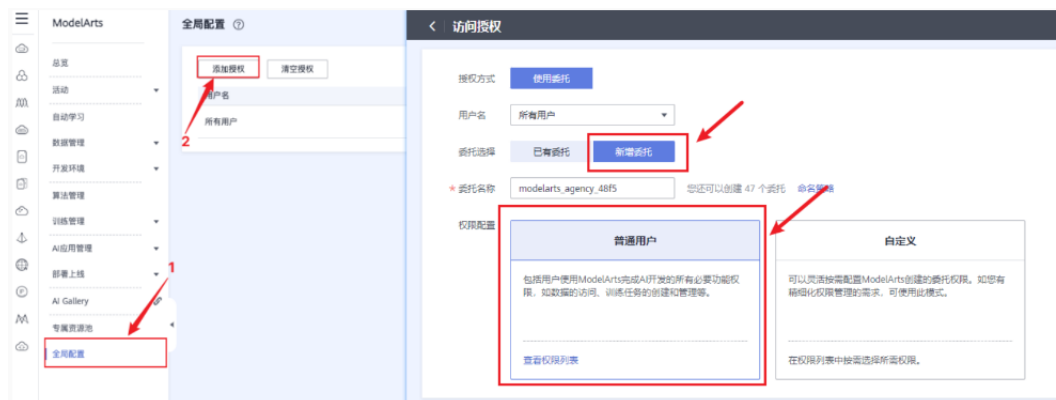 ModelArts
总览
活动
自动学习
数据管理
开发环境
算法管理
训练管理
AI应用管理
部署上线
AI Gallery
专属资源池
全局配置
1
全局配置
添加授权
清空授权
用户名
所有用户
2
访问授权
授权方式
使用委托
用户名
所有用户
委托选择
已有委托
新增委托
* 委托名称
modelarts_agency_48f5
您还可以创建 47 个委托
命名策略
权限配置
普通用户
包括用户使用ModelArts完成AI开发的所有必要功能权
限，如数据的访问、训练任务的创建和管理等。
查看权限列表
自定义
可以灵活按需配置ModelArts创建的委托权限。如您有
精细化权限管理的需求，可使用此模式。
在权限列表中按需选择所需权限。